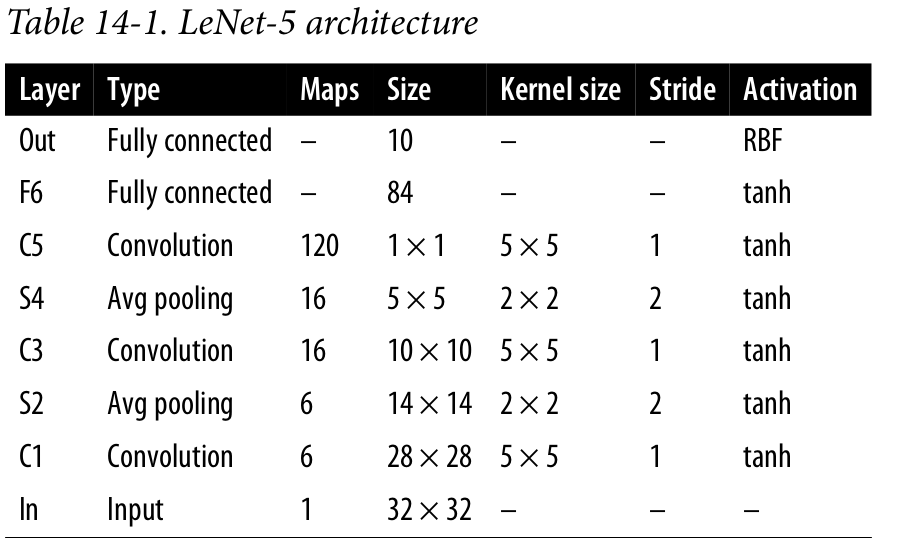 Table 14-1. LeNet-5 architecture
Layer Type Maps Size Kernel size Stride Activation
Out Fully connected – 10 – – RBF
F6 Fully connected – 84 – – tanh
C5 Convolution 120 1 × 1 5 × 5 1 tanh
S4 Avg pooling 16 5 × 5 2 × 2 2 tanh
C3 Convolution 16 10 × 10 5 × 5 1 tanh
S2 Avg pooling 6 14 × 14 2 × 2 2 tanh
C1 Convolution 6 28 × 28 5 × 5 1 tanh
In Input 1 32 × 32 – – –